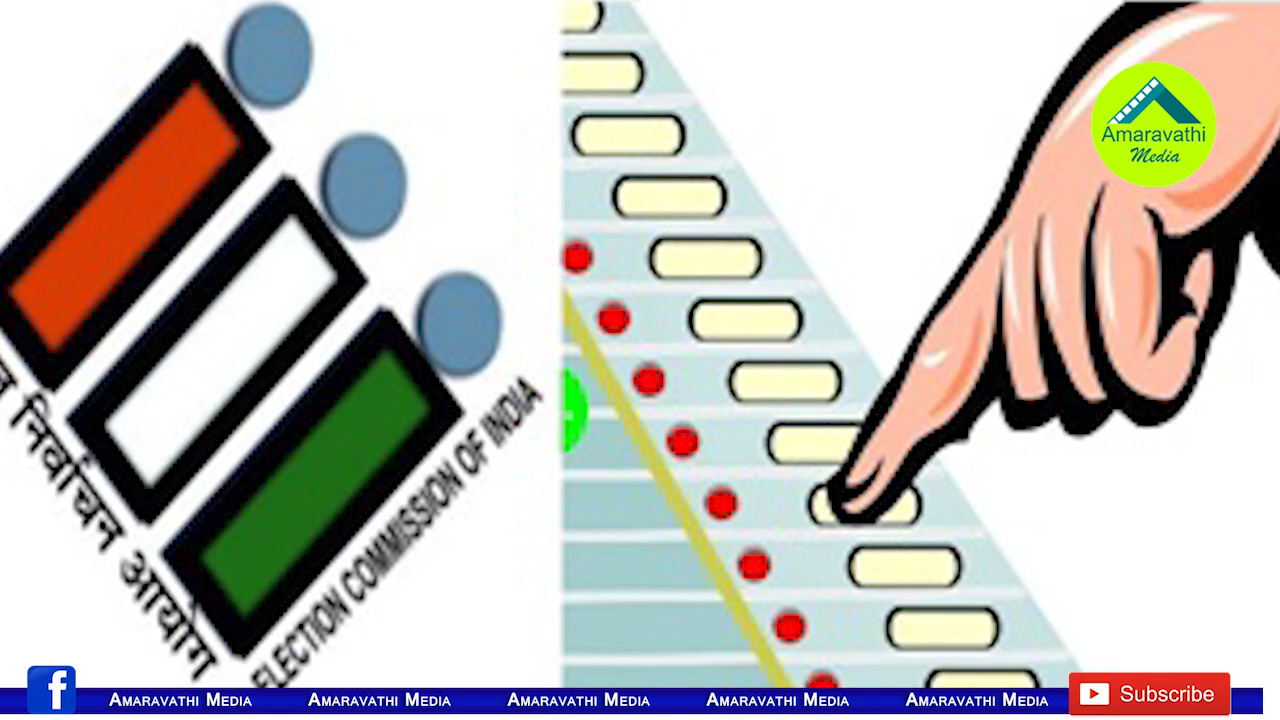 निर्वाचन आयोग
ELECTION COMMISSION OF INDIA
Amaravathi
Media
f
Amaravathi Media Amaravathi Media Amaravathi Media Amaravathi Media Amaravathi Media
Subscribe